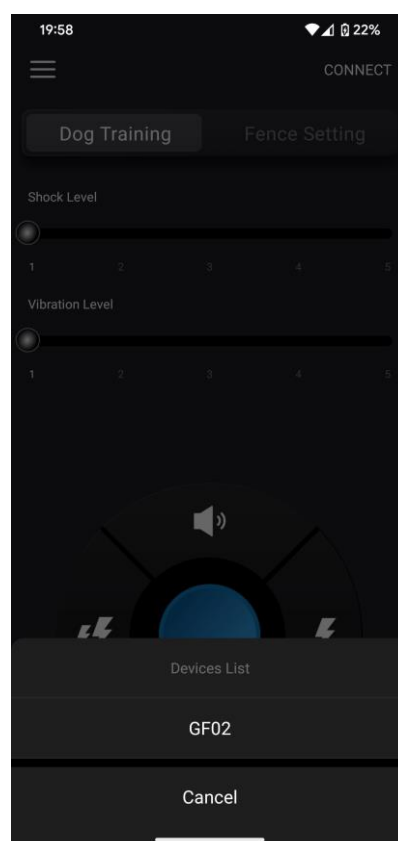 19:58 22%
CONNECT
Dog Training Fence Setting
Shock Level
1 2 3 4 5
Vibration Level
1 2 3 4 5
Devices List
GF02
Cancel